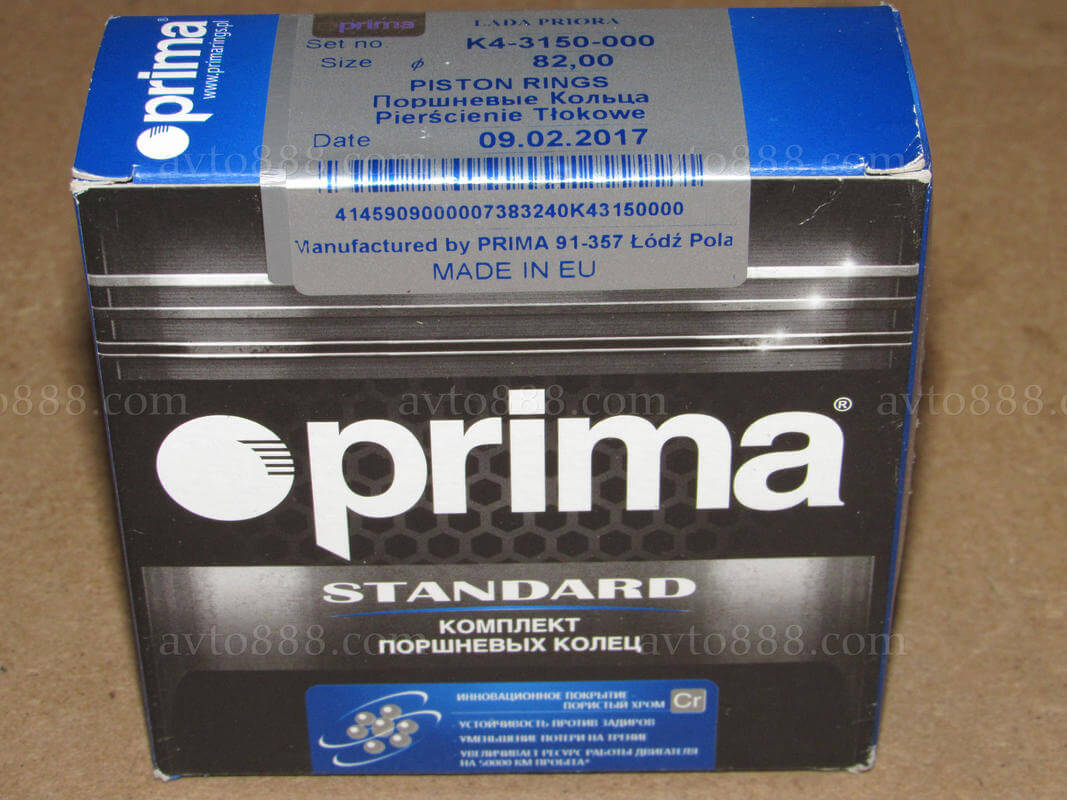 prima®
www.primarings.pl
prima
LADA PRIORA
Set no. K4-3150-000
Size ø 82,00
PISTON RINGS
Поршневые Кольца
Pierścienie Tłokowe
Date 09.02.2017
avto888.com avto888.com
4145909000007383240K43150000
Manufactured by PRIMA 91-357 Łódź Pola
MADE IN EU
avto888.com avto888.com avto888.com
prima®
STANDARD
КОМПЛЕКТ
ПОРШНЕВЫХ КОЛЕЦ
avto888.com avto888.com
ИННОВАЦИОННОЕ ПОКРЫТИЕ
ПОРИСТЫЙ ХРОМ Cr
УСТОЙЧИВОСТЬ ПРОТИВ ЗАДИРОВ
УМЕНЬШЕНИЕ ПОТЕРИ НА ТРЕНИЕ
УВЕЛИЧИВАЕТ РЕСУРС РАБОТЫ ДВИГАТЕЛЯ
НА 50000 КМ ПРОБЕГА*